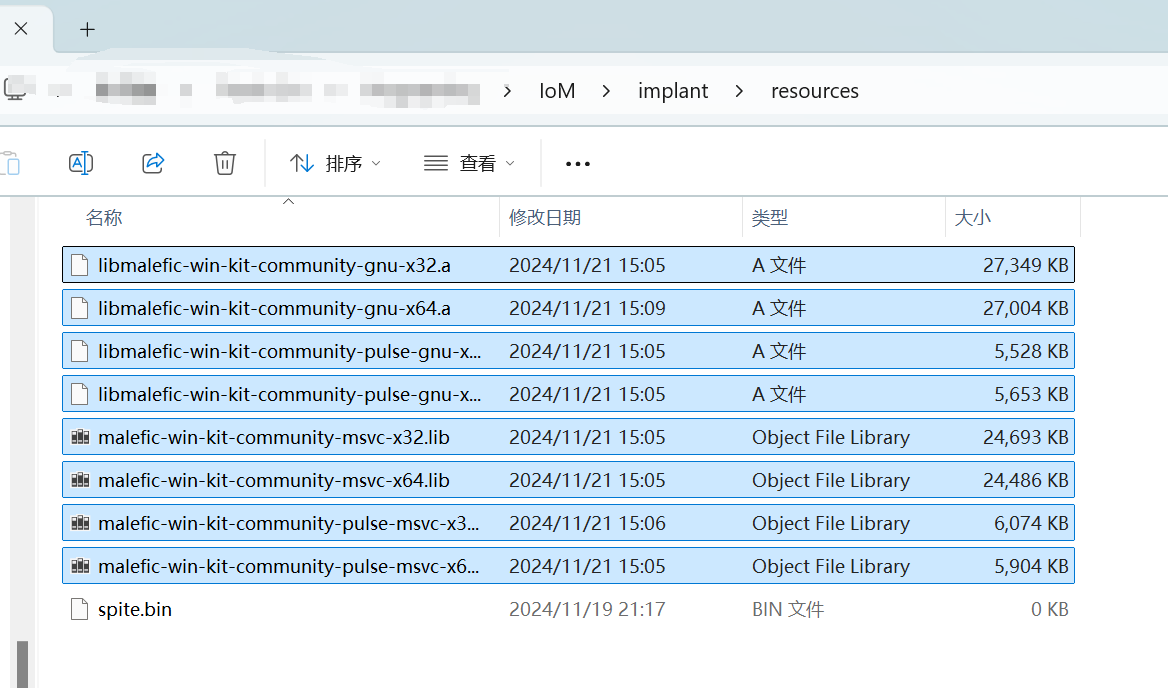 IoM > implant > resources
排序 查看
名称 修改日期 类型 大小
libmalefic-win-kit-community-gnu-x32.a 2024/11/21 15:05 A 文件 27,349 KB
libmalefic-win-kit-community-gnu-x64.a 2024/11/21 15:09 A 文件 27,004 KB
libmalefic-win-kit-community-pulse-gnu-x... 2024/11/21 15:05 A 文件 5,528 KB
libmalefic-win-kit-community-pulse-gnu-x... 2024/11/21 15:05 A 文件 5,653 KB
malefic-win-kit-community-msvc-x32.lib 2024/11/21 15:05 Object File Library 24,693 KB
malefic-win-kit-community-msvc-x64.lib 2024/11/21 15:05 Object File Library 24,486 KB
malefic-win-kit-community-pulse-msvc-x3... 2024/11/21 15:06 Object File Library 6,074 KB
malefic-win-kit-community-pulse-msvc-x6... 2024/11/21 15:05 Object File Library 5,904 KB
spite.bin 2024/11/19 21:17 BIN 文件 0 KB